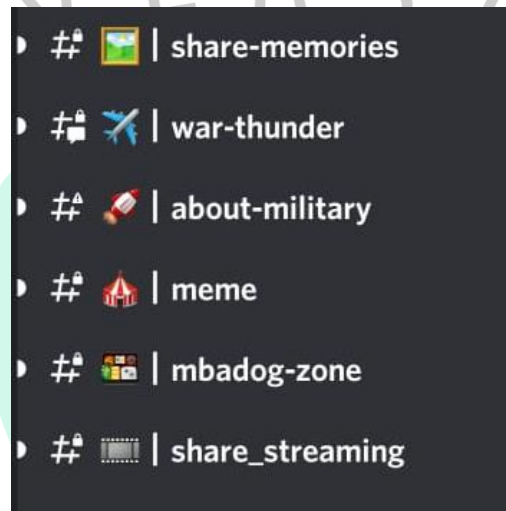 # 🖼️ | share-memories
# ✈️ | war-thunder
# 🚀 | about-military
# 🎪 | meme
# 🍱 | mbadog-zone
# 🎞️ | share_streaming